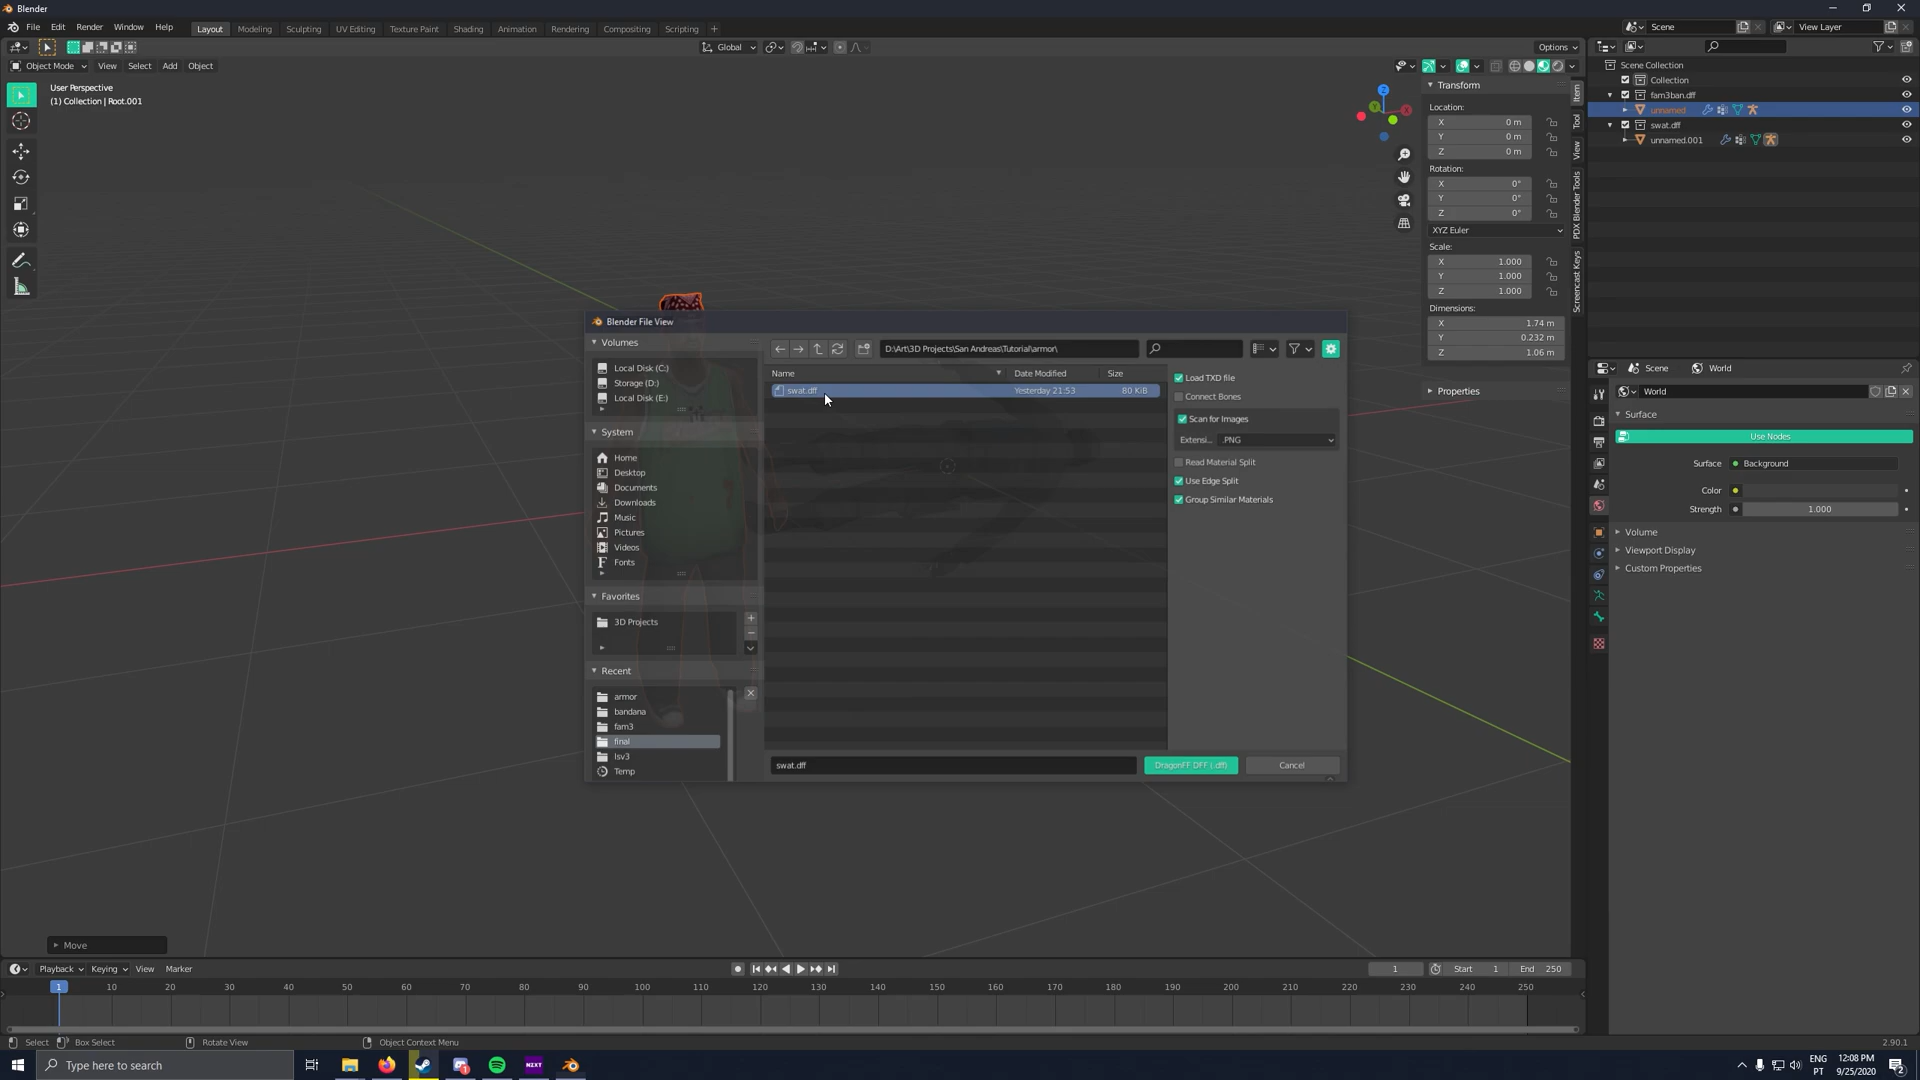 Blender
File Edit Render Window Help Layout Modeling Sculpting UV Editing Texture Paint Shading Animation Rendering Compositing Scripting + Scene View Layer
Global Options
Object Mode View Select Add Object
User Perspective
(1) Collection | Root.001
Z
X
Y
Transform
Location:
X 0 m
Y 0 m
Z 0 m
Rotation:
X 0°
Y 0°
Z 0°
XYZ Euler
Scale:
X 1.000
Y 1.000
Z 1.000
Dimensions:
X 1.74 m
Y 0.232 m
Z 1.06 m
Properties
Item
Tool
View
PDX Blender Tools
Screencast Keys
Scene Collection
Collection
fam3ban.dff
unnamed
swat.dff
unnamed.001
Scene World
World
Surface
Use Nodes
Surface Background
Color
Strength 1.000
Volume
Viewport Display
Custom Properties
Blender File View
Volumes
Local Disk (C:)
Storage (D:)
Local Disk (E:)
System
Home
Desktop
Documents
Downloads
Music
Pictures
Videos
Fonts
Favorites
3D Projects
Recent
armor
bandana
fam3
final
lsv3
Temp
D:\Art\3D Projects\San Andreas\Tutorial\armor\
Name Date Modified Size
swat.dff Yesterday 21:53 80 KiB
Load TXD file
Connect Bones
Scan for Images
Extensi... .PNG
Read Material Split
Use Edge Split
Group Similar Materials
swat.dff DragonFF DFF (.dff) Cancel
Move
Playback Keying View Marker 1 Start 1 End 250
1 10 20 30 40 50 60 70 80 90 100 110 120 130 140 150 160 170 180 190 200 210 220 230 240 250
Select Box Select Rotate View Object Context Menu 2.90.1
Type here to search
N1XT
ENG
PT
12:08 PM
9/25/2020
2